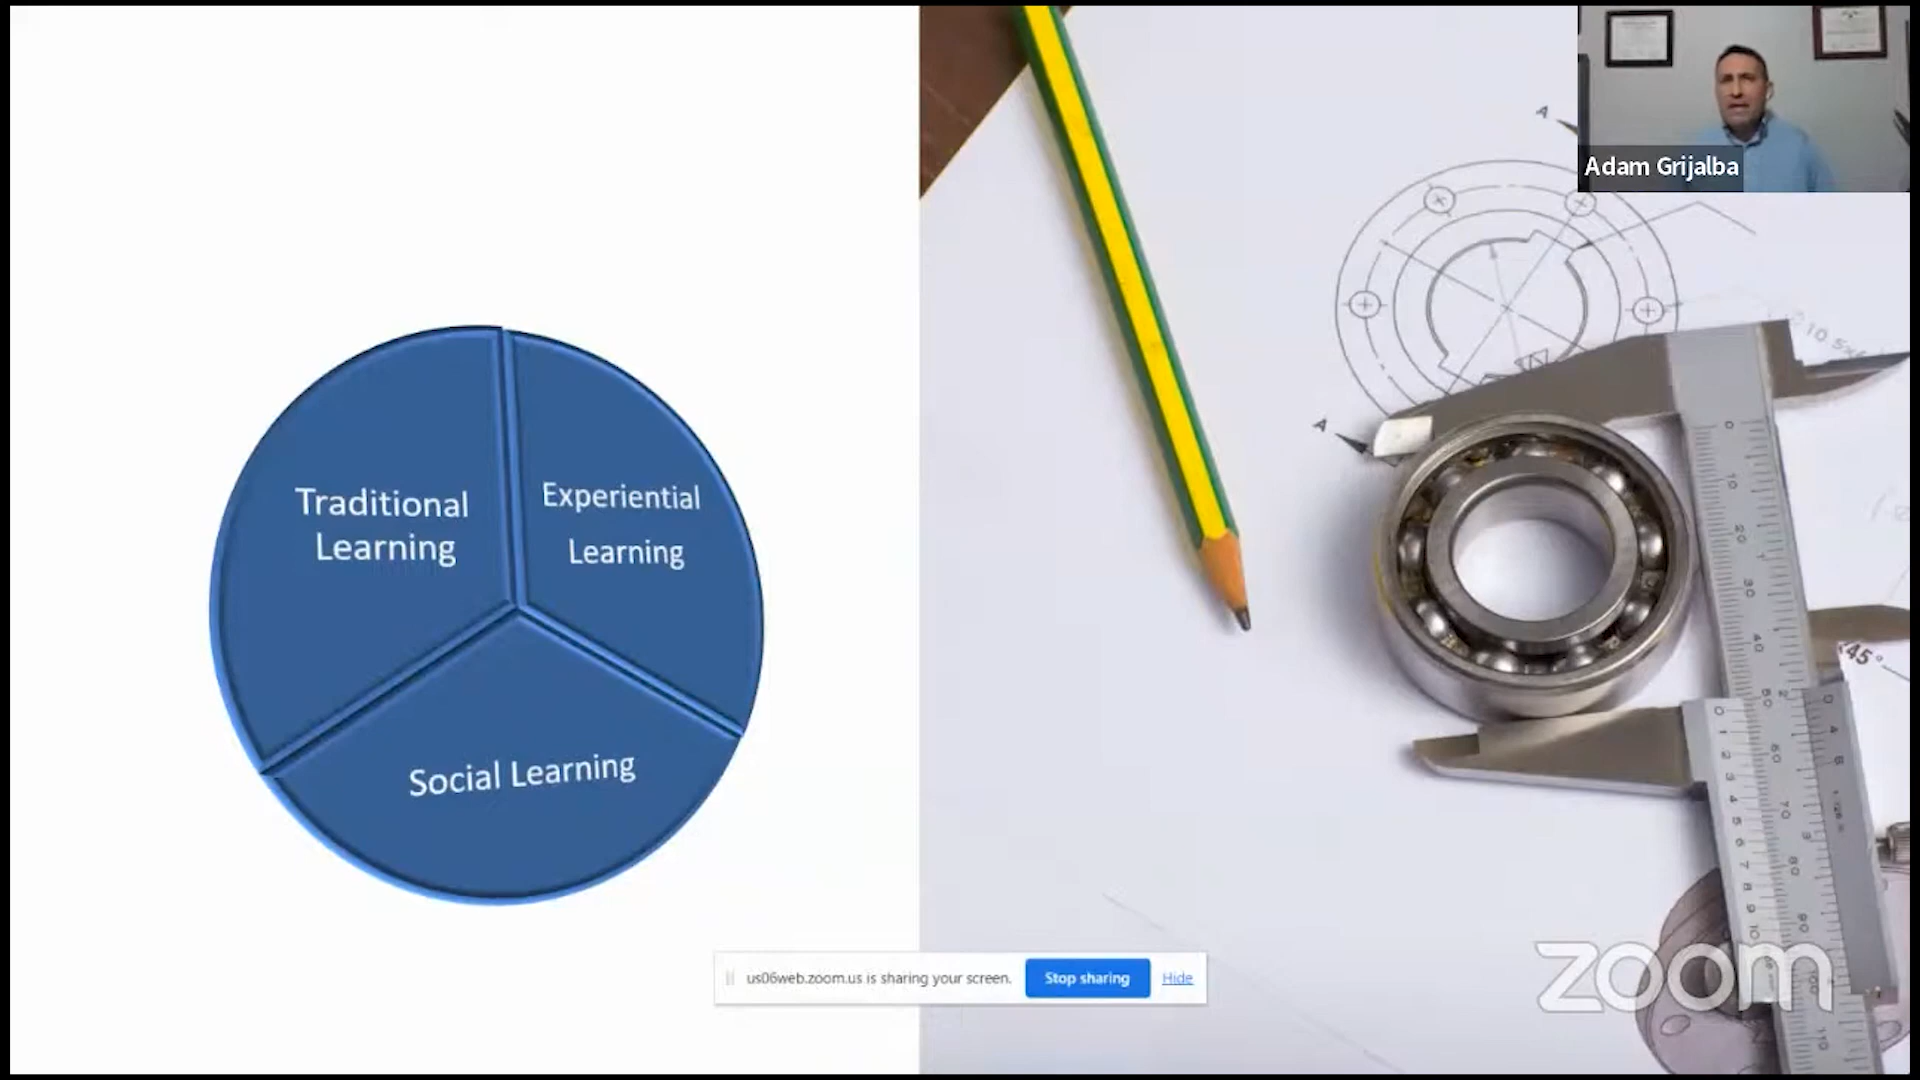 Adam Grijalba
A
A
Traditional
Learning
Experiential
Learning
Social Learning
45°
us06web.zoom.us is sharing your screen.
Stop sharing
Hide
zoom